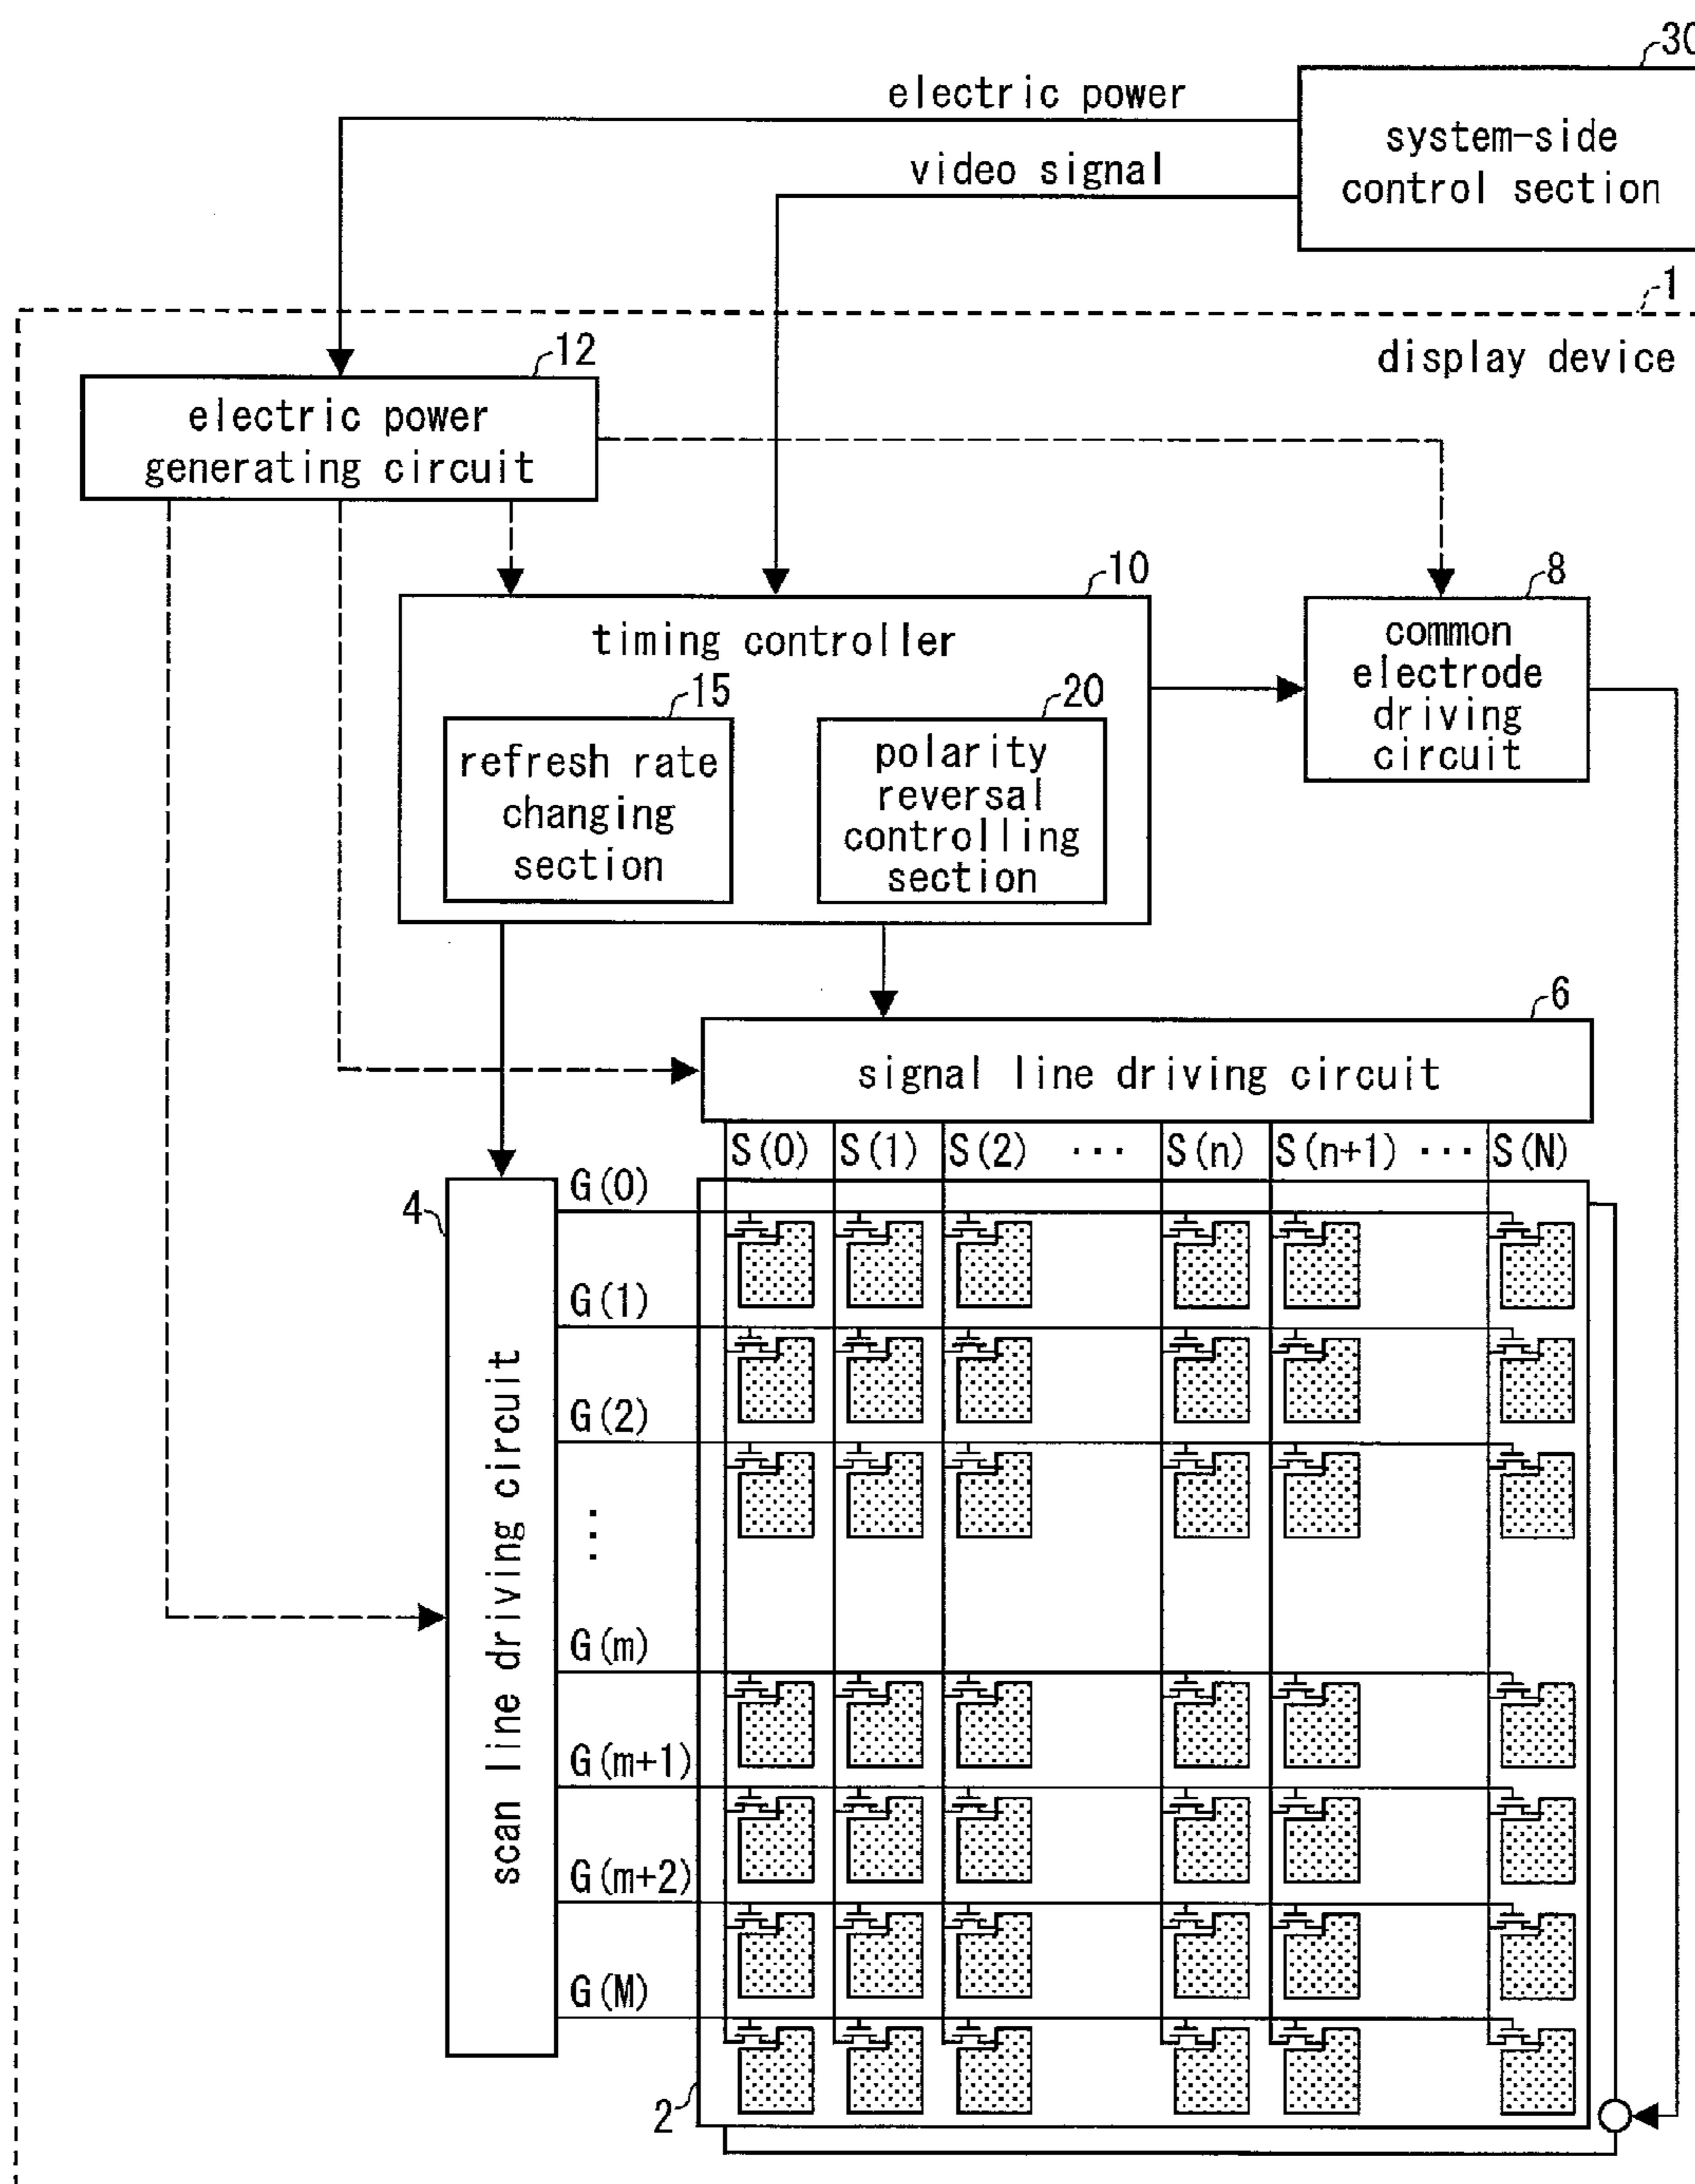 30
electric power
system-side
control section
video signal
1
display device
12
electric power
generating circuit
10
timing controller
8
common
electrode
driving
circuit
15
refresh rate
changing
section
20
polarity
reversal
controlling
section
6
signal line driving circuit
S(0) S(1) S(2) ... S(n) S(n+1) ... S(N)
4
scan line driving circuit
G(0)
G(1)
G(2)
⋮
G(m)
G(m+1)
G(m+2)
G(M)
2